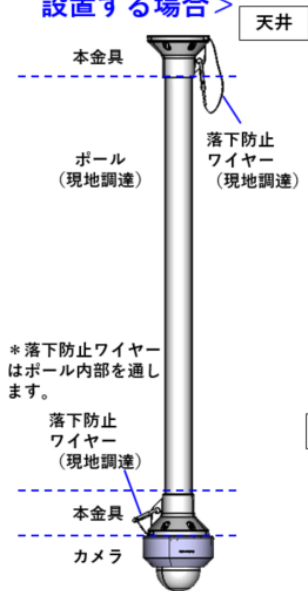 設置する場合＞
天井
本金具
落下防止
ワイヤー
（現地調達）
ポール
（現地調達）
＊落下防止ワイヤー
はポール内部を通し
ます。
落下防止
ワイヤー
（現地調達）
本金具
カメラ